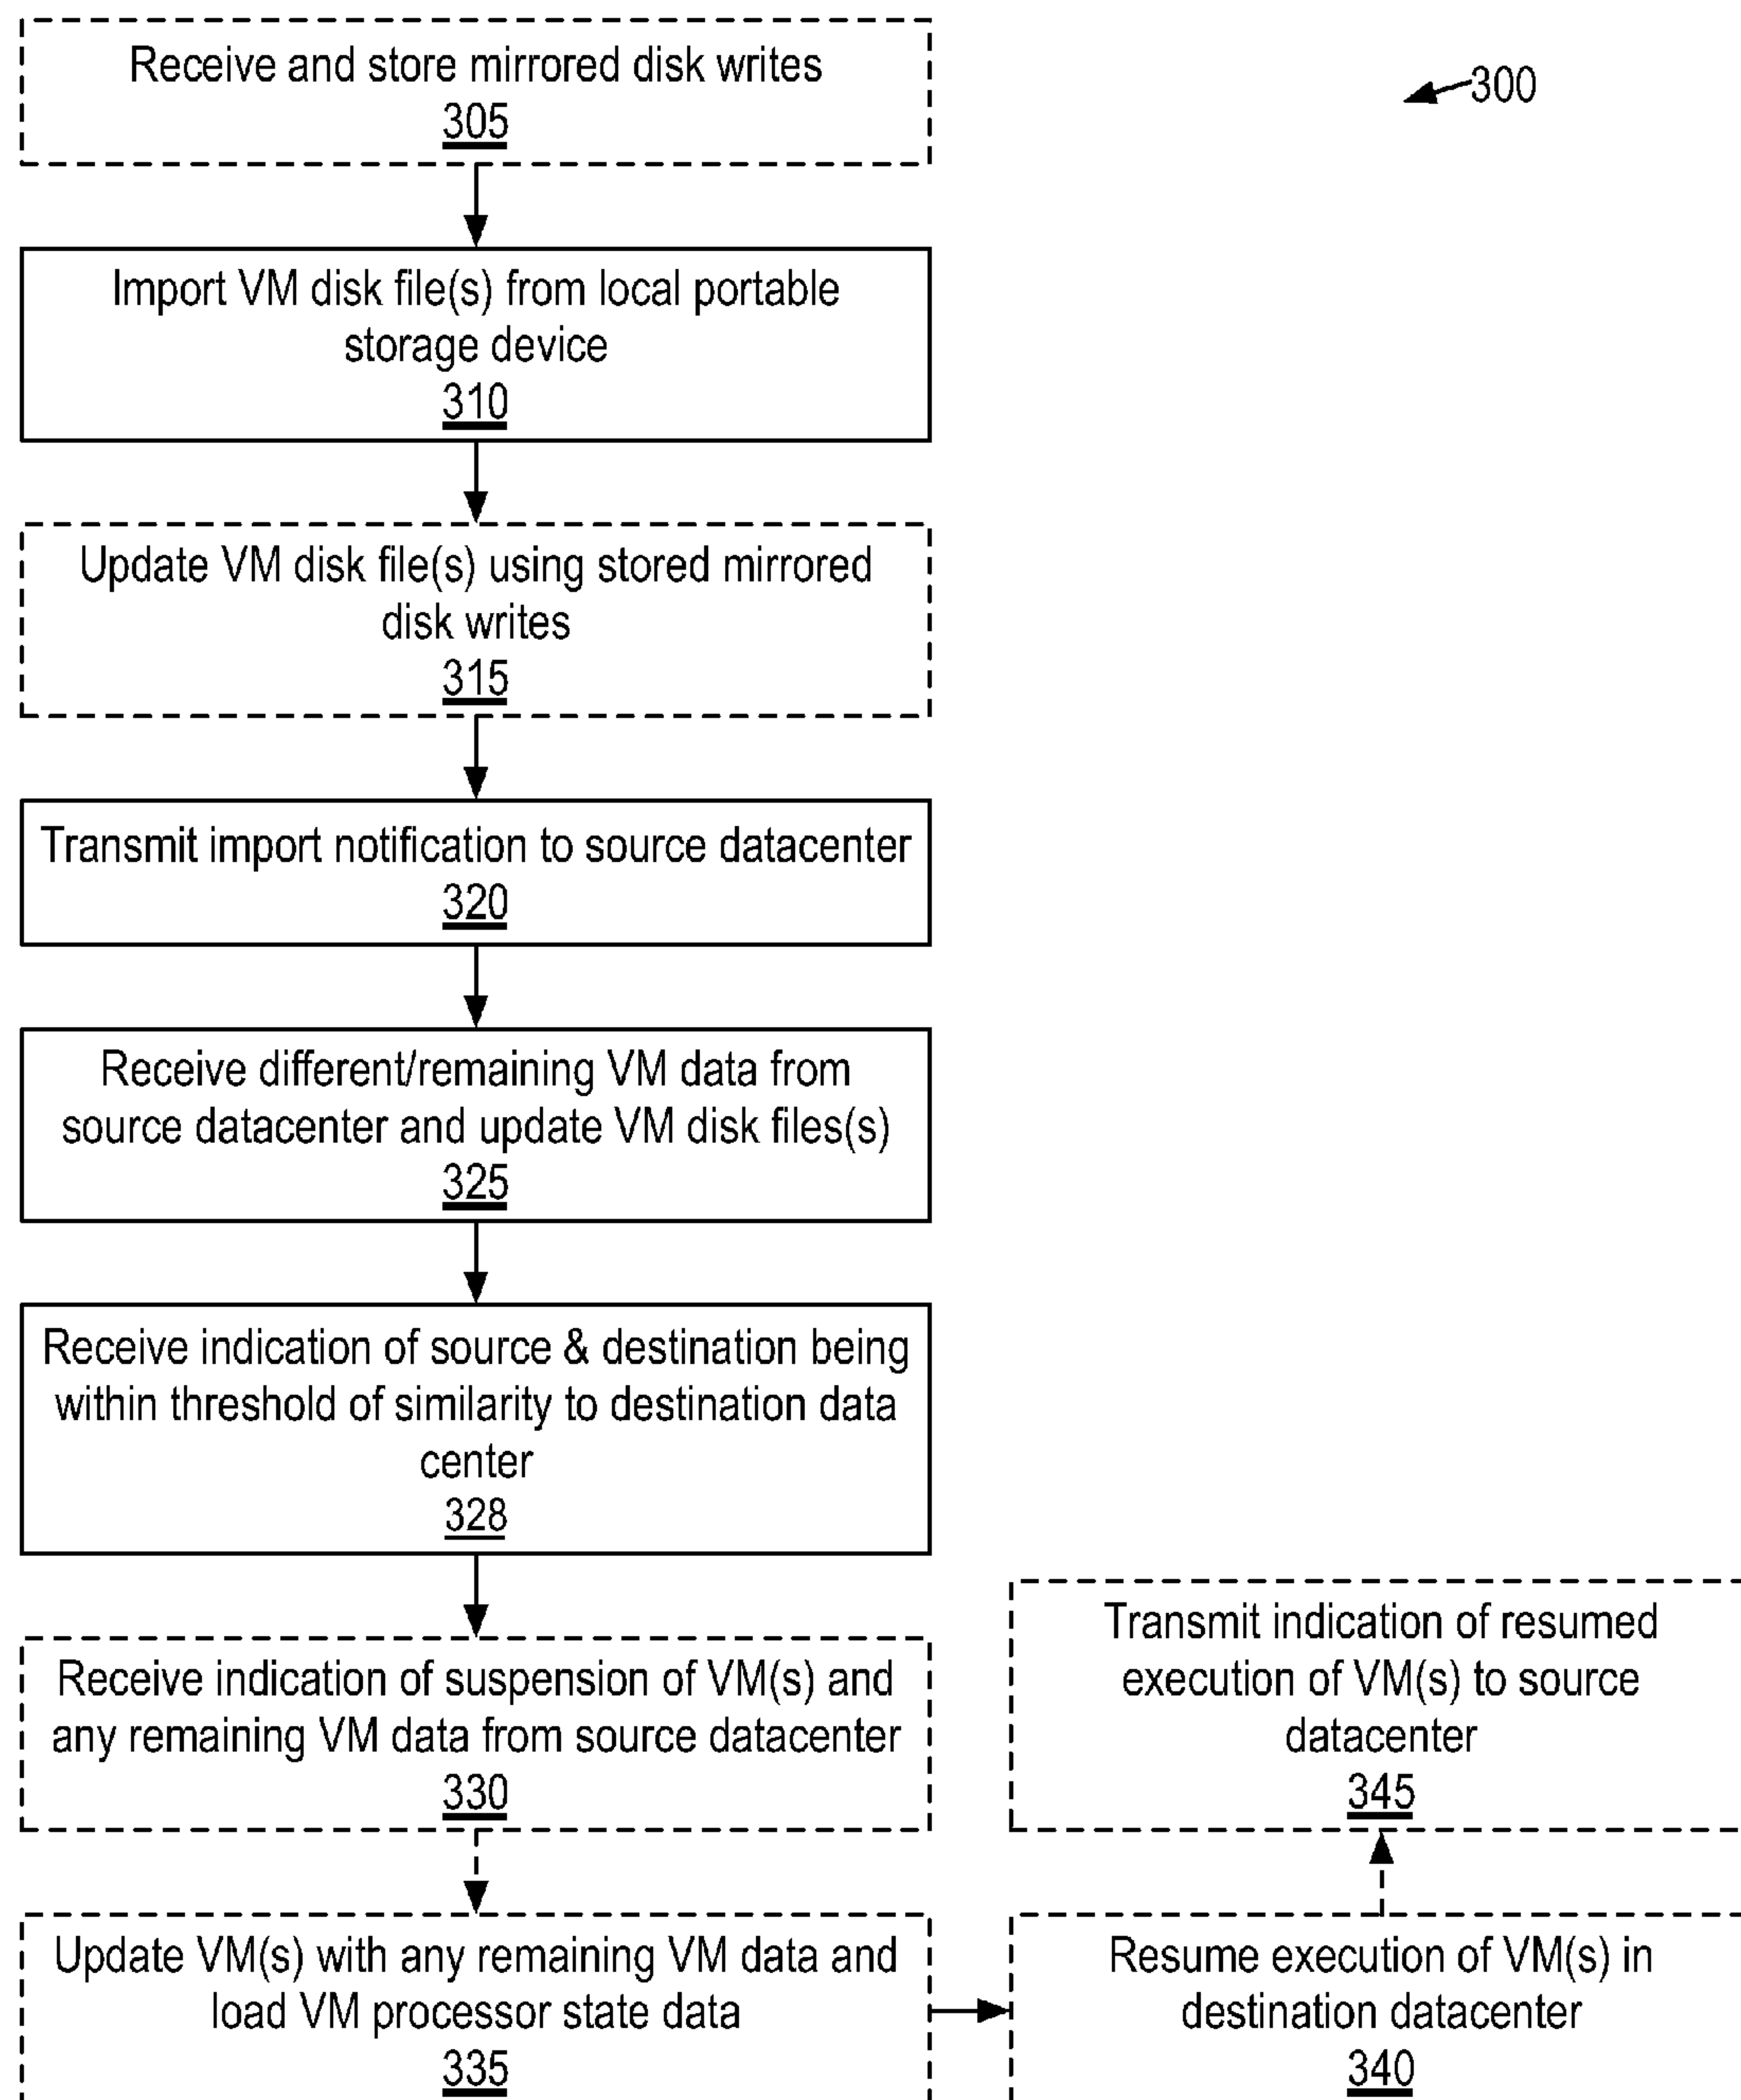 Receive and store mirrored disk writes
305
300
Import VM disk file(s) from local portable
storage device
310
Update VM disk file(s) using stored mirrored
disk writes
315
Transmit import notification to source datacenter
320
Receive different/remaining VM data from
source datacenter and update VM disk files(s)
325
Receive indication of source & destination being
within threshold of similarity to destination data
center
328
Receive indication of suspension of VM(s) and
any remaining VM data from source datacenter
330
Update VM(s) with any remaining VM data and
load VM processor state data
335
Resume execution of VM(s) in
destination datacenter
340
Transmit indication of resumed
execution of VM(s) to source
datacenter
345